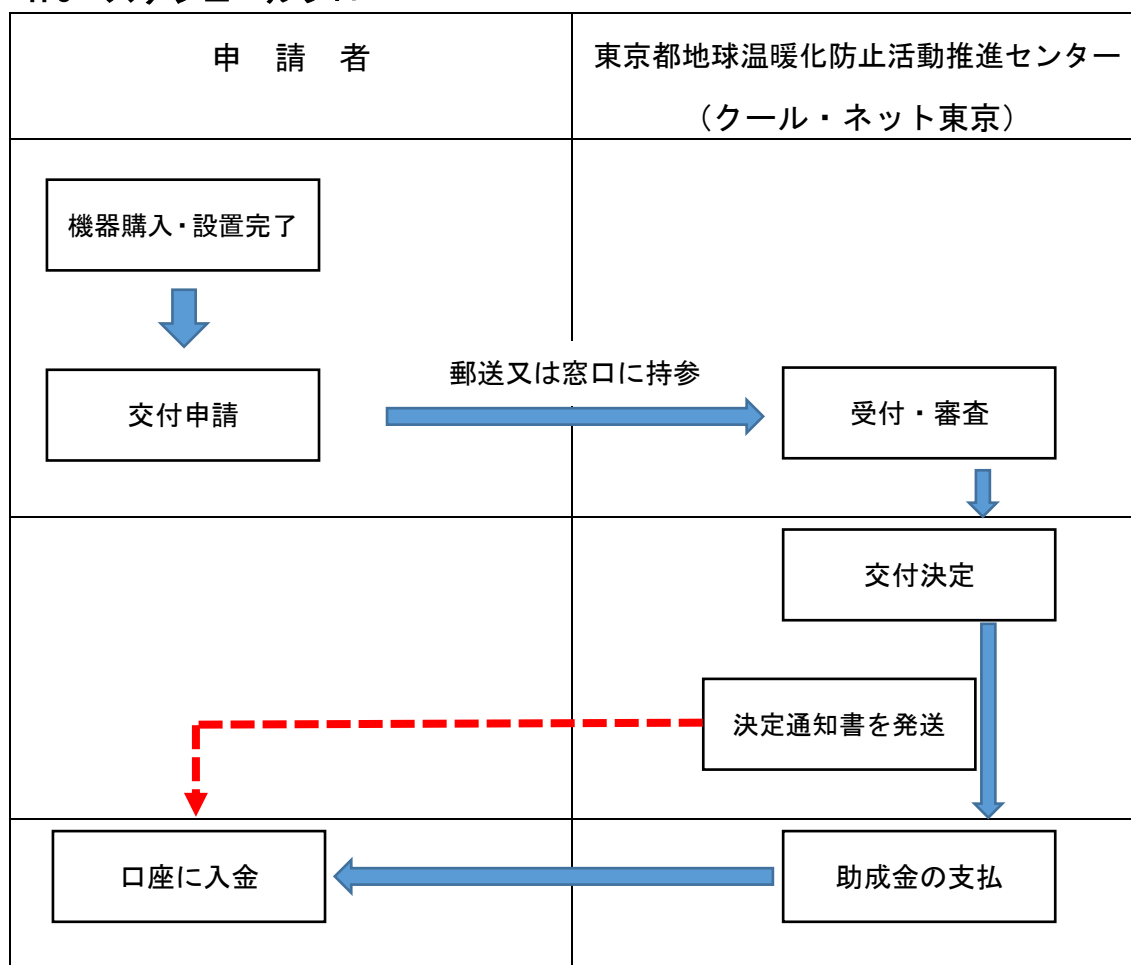 申 請 者
東京都地球温暖化防止活動推進センター
（クール・ネット東京）
機器購入・設置完了
郵送又は窓口に持参
交付申請
受付・審査
交付決定
決定通知書を発送
口座に入金
助成金の支払